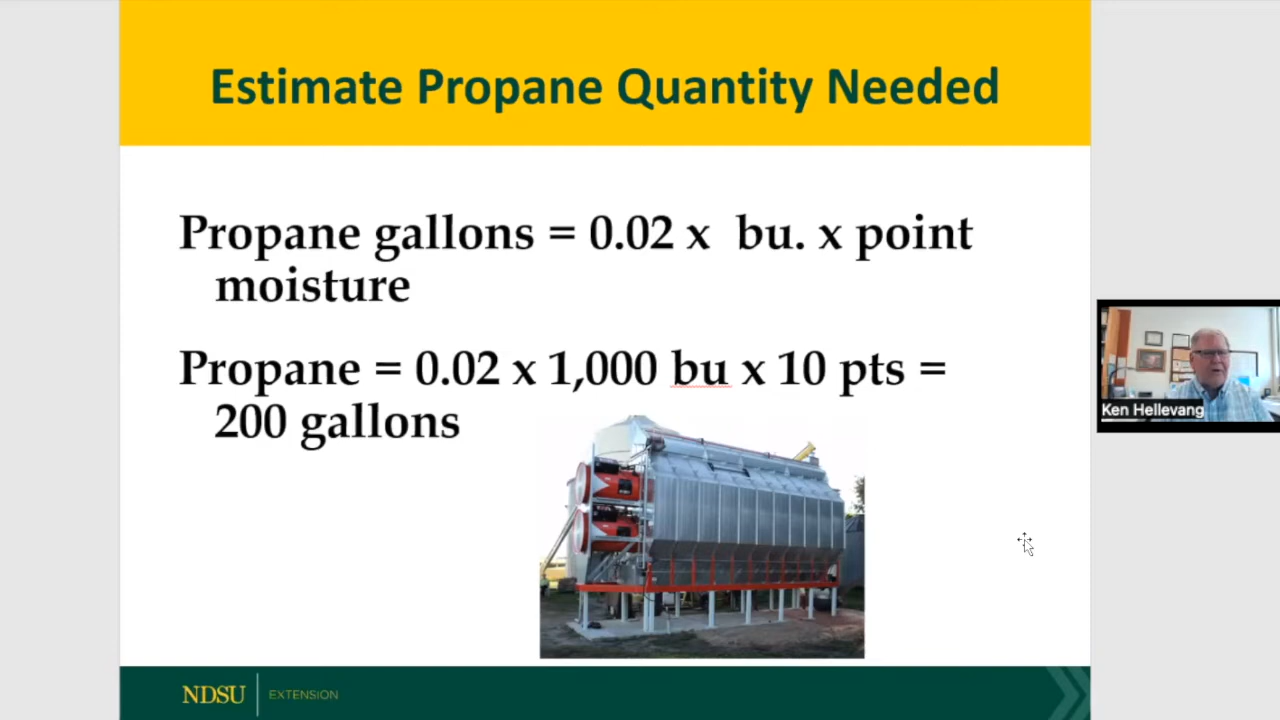 Estimate Propane Quantity Needed
Propane gallons = 0.02 x bu. x point
moisture
Propane = 0.02 x 1,000 bu x 10 pts =
200 gallons
Ken Hellevang
NDSU EXTENSION